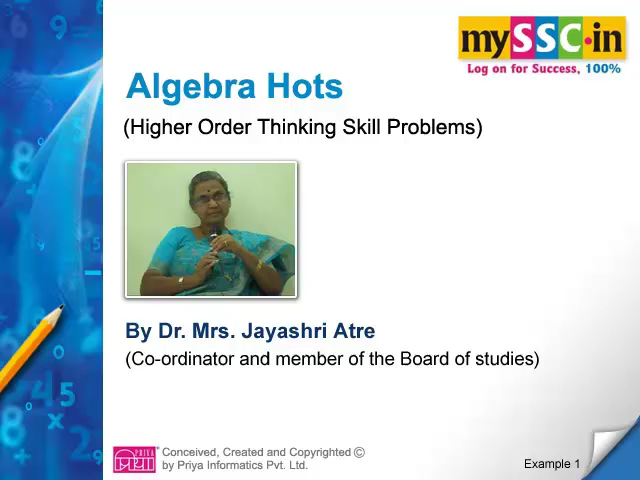 mySSC.in
Log on for Success, 100%
Algebra Hots
(Higher Order Thinking Skill Problems)
By Dr. Mrs. Jayashri Atre
(Co-ordinator and member of the Board of studies)
PRIYA
प्रिया
Conceived, Created and Copyrighted ©
by Priya Informatics Pvt. Ltd.
Example 1